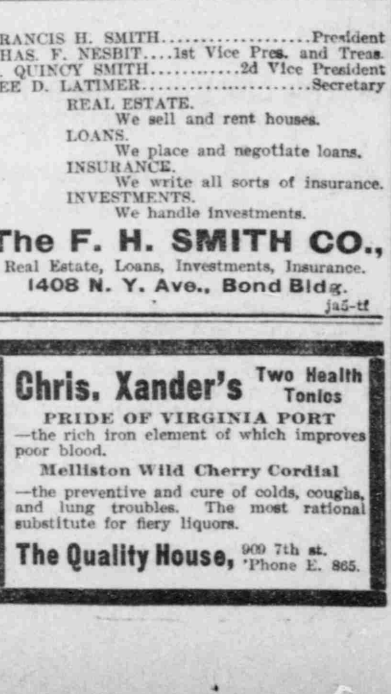 RANCIS H. SMITH....................President
HAS. F. NESBIT....1st Vice Pres. and Treas.
. QUINCY SMITH............2d Vice President
EE D. LATIMER.......................Secretary
REAL ESTATE.
We sell and rent houses.
LOANS.
We place and negotiate loans.
INSURANCE.
We write all sorts of insurance.
INVESTMENTS.
We handle investments.
The F. H. SMITH CO.,
Real Estate, Loans, Investments, Insurance.
1408 N. Y. Ave., Bond Bldg.
ja5-tf
Chris. Xander's Two Health Tonics
PRIDE OF VIRGINIA PORT
—the rich iron element of which improves
poor blood.
Melliston Wild Cherry Cordial
—the preventive and cure of colds, coughs,
and lung troubles. The most rational
substitute for fiery liquors.
The Quality House, 909 7th st. 'Phone E. 865.